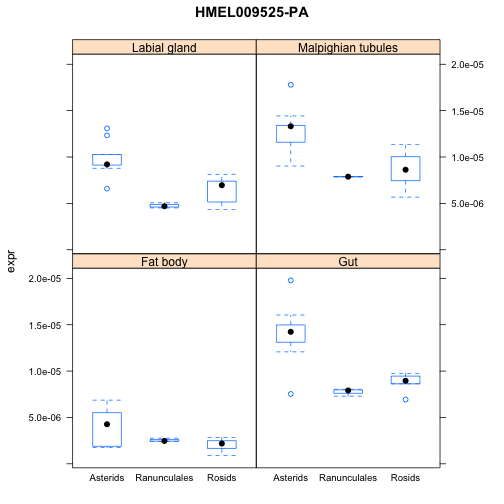 HMEL009525-PA
Labial gland
Malpighian tubules
2.0e-05
1.5e-05
1.0e-05
5.0e-06
expr
Fat body
Gut
2.0e-05
1.5e-05
1.0e-05
5.0e-06
Asterids Ranunculales Rosids
Asterids Ranunculales Rosids